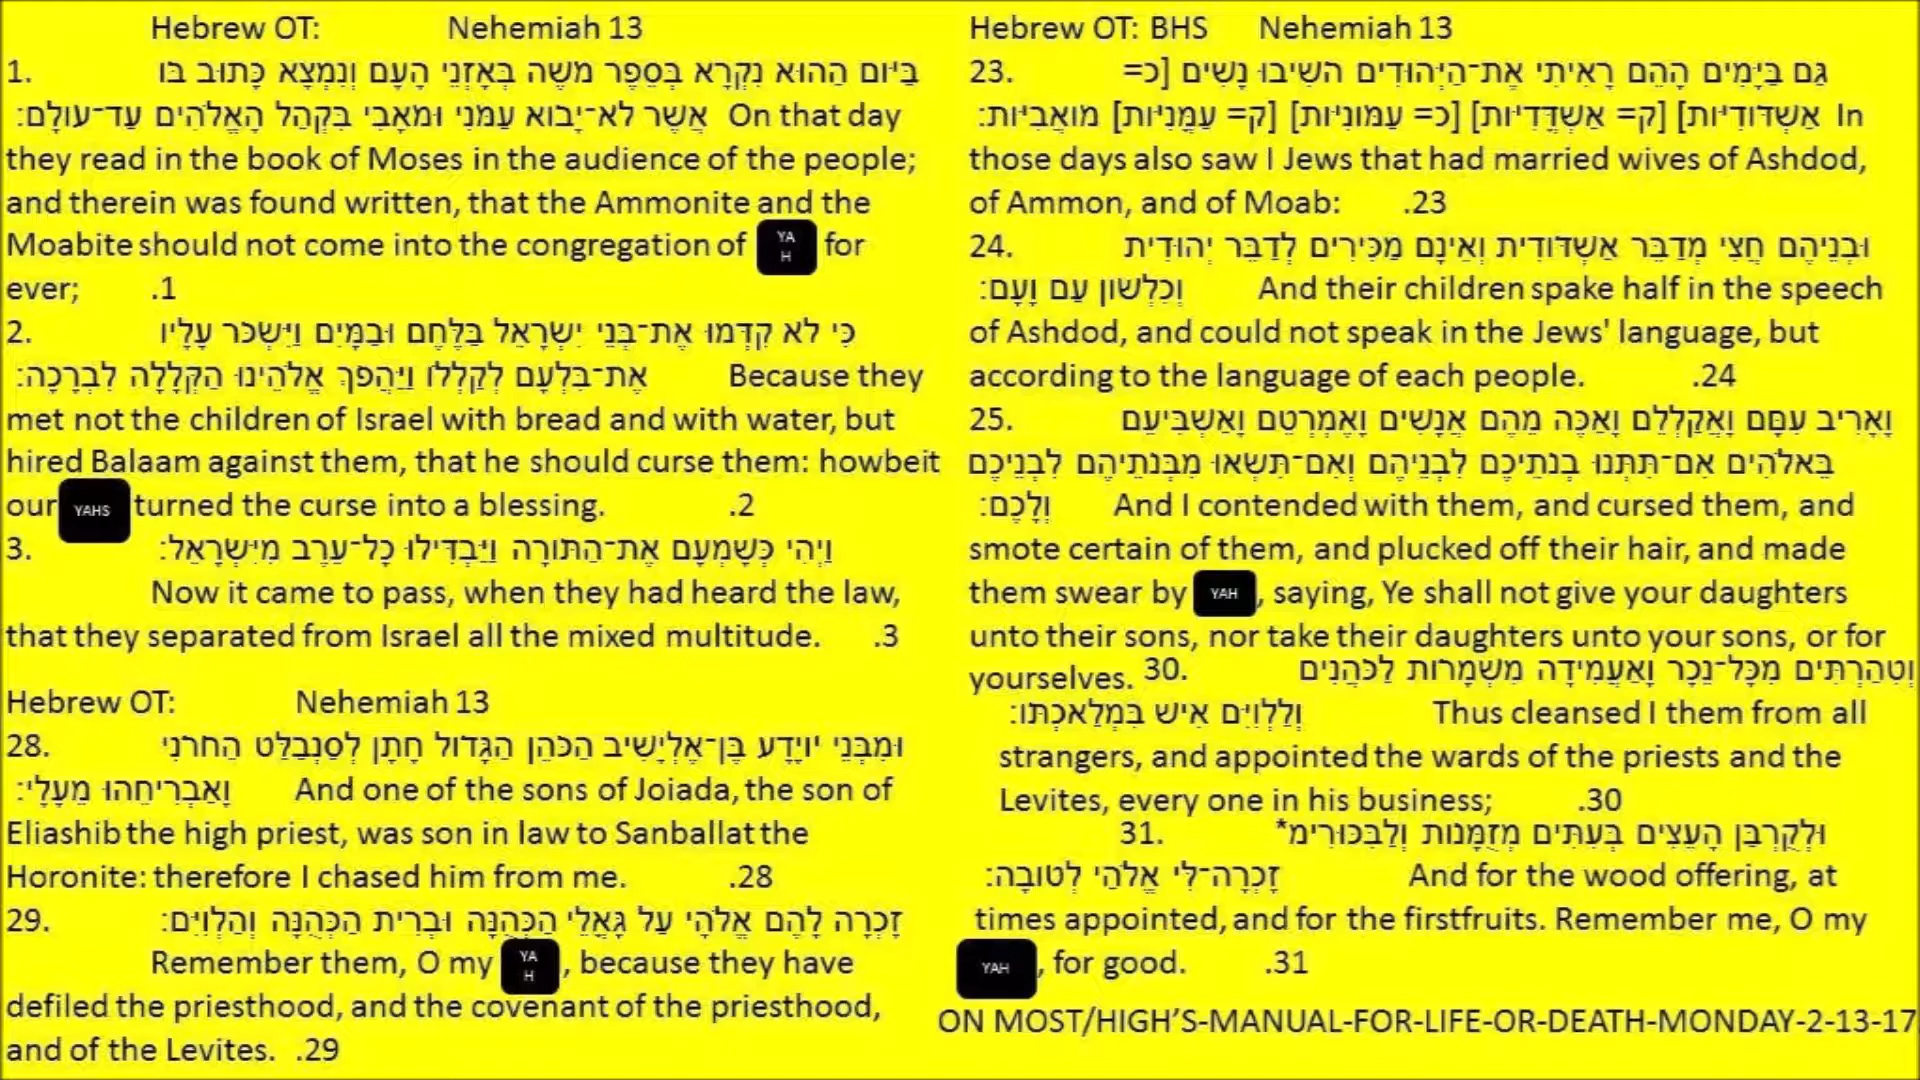 Hebrew OT: Nehemiah 13
1. בַּיּוֹם הַהוּא נִקְרָא בְּסֵפֶר מֹשֶׁה בְּאָזְנֵי הָעָם וְנִמְצָא כָּתוּב בּוֹ
אֲשֶׁר לֹא־יָבוֹא עַמֹּנִי וּמֹאָבִי בִּקְהַל הָאֱלֹהִים עַד־עוֹלָם׃ On that day
they read in the book of Moses in the audience of the people;
and therein was found written, that the Ammonite and the
Moabite should not come into the congregation of YAH for
ever; .1
2. כִּי לֹא קִדְּמוּ אֶת־בְּנֵי יִשְׂרָאֵל בַּלֶּחֶם וּבַמָּיִם וַיִּשְׂכֹּר עָלָיו
אֶת־בִּלְעָם לְקַלְלוֹ וַיַּהֲפֹךְ אֱלֹהֵינוּ הַקְּלָלָה לִבְרָכָה׃ Because they
met not the children of Israel with bread and with water, but
hired Balaam against them, that he should curse them: howbeit
our YAHS turned the curse into a blessing. .2
3. וַיְהִי כְּשָׁמְעָם אֶת־הַתּוֹרָה וַיַּבְדִּילוּ כָל־עֵרֶב מִיִּשְׂרָאֵל׃
Now it came to pass, when they had heard the law,
that they separated from Israel all the mixed multitude. .3
Hebrew OT: Nehemiah 13
28. וּמִבְּנֵי יוֹיָדָע בֶּן־אֶלְיָשִׁיב הַכֹּהֵן הַגָּדוֹל חָתָן לְסַנְבַלַּט הַחֹרֹנִי
וָאַבְרִיחֵהוּ מֵעָלָי׃ And one of the sons of Joiada, the son of
Eliashib the high priest, was son in law to Sanballat the
Horonite: therefore I chased him from me. .28
29. זָכְרָה לָהֶם אֱלֹהָי עַל גָּאֳלֵי הַכְּהֻנָּה וּבְרִית הַכְּהֻנָּה וְהַלְוִיִּם׃
Remember them, O my YAH, because they have
defiled the priesthood, and the covenant of the priesthood,
and of the Levites. .29
Hebrew OT: BHS Nehemiah 13
23. גַּם בַּיָּמִים הָהֵם רָאִיתִי אֶת־הַיְּהוּדִים הֹשִׁיבוּ נָשִׁים [כ=
אַשְׁדּוֹדִיּוֹת] [ק= אַשְׁדֳּדִיּוֹת] [כ= עַמּוֹנִיּוֹת] [ק= עַמֳּנִיּוֹת] מוֹאֲבִיּוֹת׃ In
those days also saw I Jews that had married wives of Ashdod,
of Ammon, and of Moab: .23
24. וּבְנֵיהֶם חֲצִי מְדַבֵּר אַשְׁדּוֹדִית וְאֵינָם מַכִּירִים לְדַבֵּר יְהוּדִית
וְכִלְשׁוֹן עַם וָעָם׃ And their children spake half in the speech
of Ashdod, and could not speak in the Jews' language, but
according to the language of each people. .24
25. וָאָרִיב עִמָּם וָאֲקַלְלֵם וָאַכֶּה מֵהֶם אֲנָשִׁים וָאֶמְרְטֵם וָאַשְׁבִּיעֵם
בֵּאלֹהִים אִם־תִּתְּנוּ בְנֹתֵיכֶם לִבְנֵיהֶם וְאִם־תִּשְׂאוּ מִבְּנֹתֵיהֶם לִבְנֵיכֶם
וְלָכֶם׃ And I contended with them, and cursed them, and
smote certain of them, and plucked off their hair, and made
them swear by YAH, saying, Ye shall not give your daughters
unto their sons, nor take their daughters unto your sons, or for
yourselves. 30. וְטִהַרְתִּים מִכָּל־נֵכָר וָאַעֲמִידָה מִשְׁמָרוֹת לַכֹּהֲנִים
וְלַלְוִיִּם אִישׁ בִּמְלַאכְתּוֹ׃ Thus cleansed I them from all
strangers, and appointed the wards of the priests and the
Levites, every one in his business; .30
31. וּלְקֻרְבַּן הָעֵצִים בְּעִתִּים מְזֻמָּנוֹת וְלַבִּכּוּרִימ*
זָכְרָה־לִּי אֱלֹהַי לְטוֹבָה׃ And for the wood offering, at
times appointed, and for the firstfruits. Remember me, O my
YAH, for good. .31
ON MOST/HIGH'S-MANUAL-FOR-LIFE-OR-DEATH-MONDAY-2-13-17